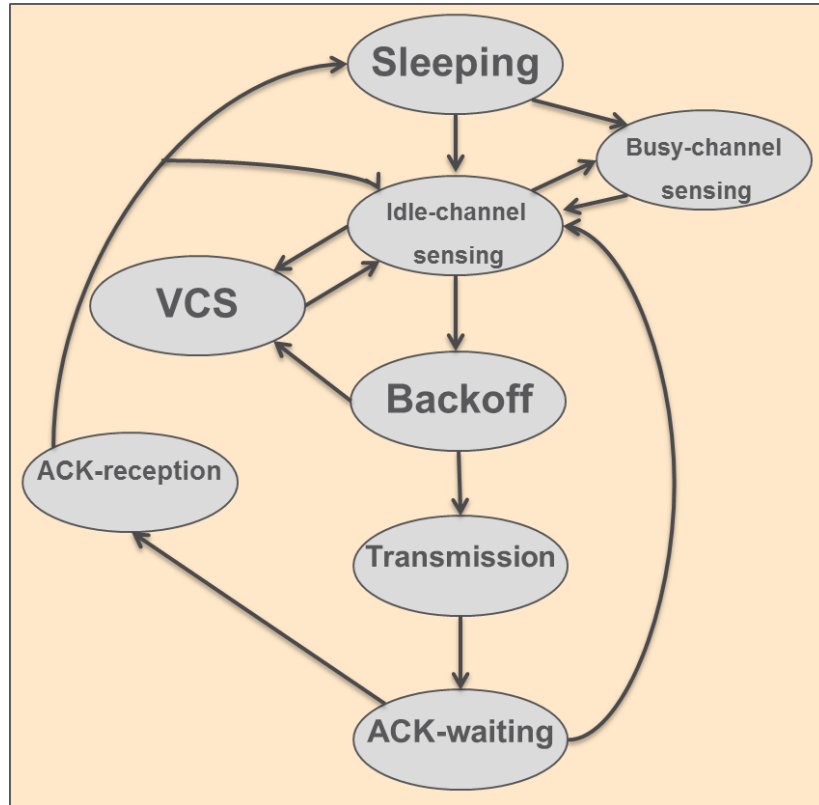 Sleeping
Busy-channel
sensing
Idle-channel
sensing
VCS
Backoff
ACK-reception
Transmission
ACK-waiting